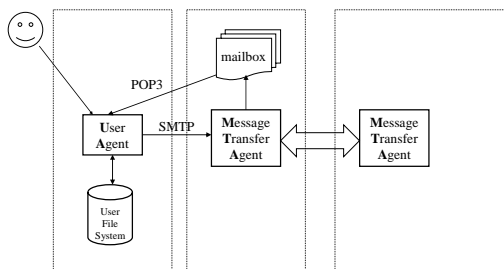 mailbox
POP3
User
Agent
SMTP
Message
Transfer
Agent
Message
Transfer
Agent
User
File
System